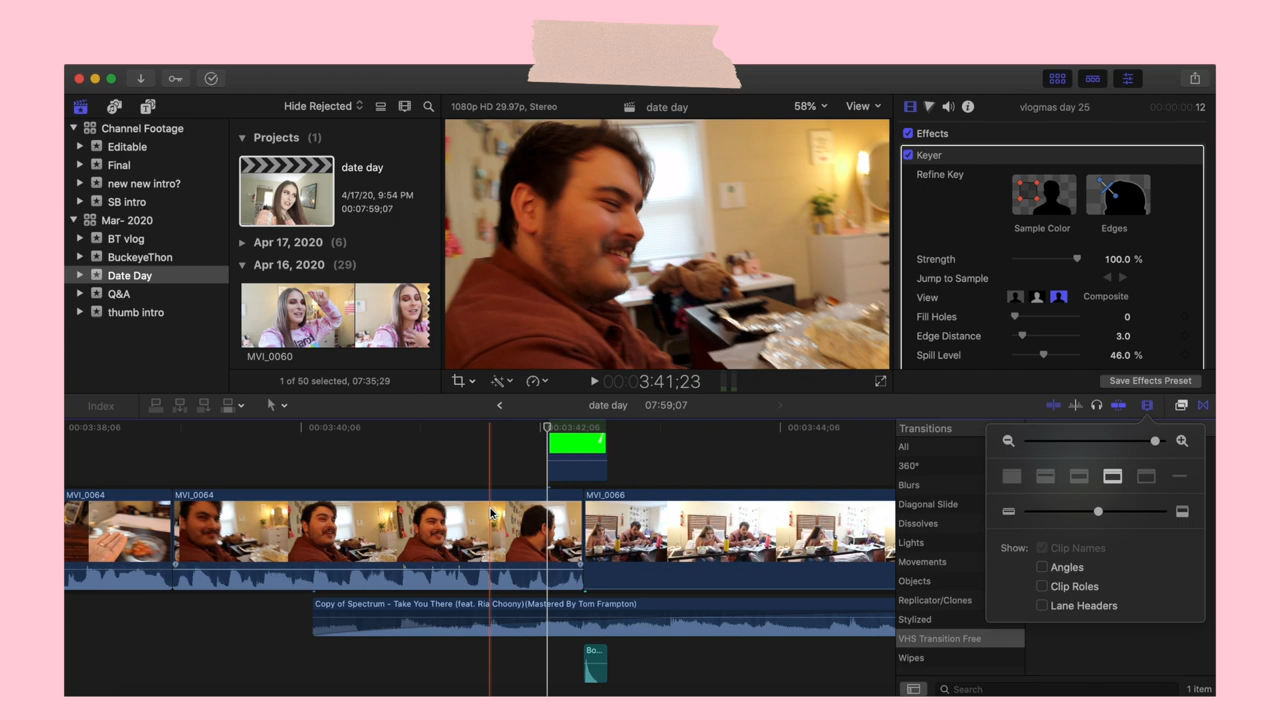 Hide Rejected
1080p HD 29.97p, Stereo
date day
58%
View
vlogmas day 25
00:00:00:12
Channel Footage
Editable
Final
new new intro?
SB intro
Mar- 2020
BT vlog
BuckeyeThon
Date Day
Q&A
thumb intro
Projects (1)
date day
4/17/20, 9:54 PM
00:07:59;07
Apr 17, 2020 (6)
Apr 16, 2020 (29)
MVI_0060
1 of 50 selected, 07:35;29
00:03:41;23
Effects
Keyer
Refine Key
Sample Color
Edges
Strength 100.0 %
Jump to Sample
View Composite
Fill Holes 0
Edge Distance 3.0
Spill Level 46.0 %
Save Effects Preset
Index
date day 07:59;07
00:03:38;06
00:03:40;06
00:03:42;06
00:03:44;06
MVI_0064
MVI_0064
MVI_0066
Copy of Spectrum - Take You There (feat. Ria Choony)(Mastered By Tom Frampton)
Bo...
Transitions
All
360°
Blurs
Diagonal Slide
Dissolves
Lights
Movements
Objects
Replicator/Clones
Stylized
VHS Transition Free
Wipes
Show: Clip Names
Angles
Clip Roles
Lane Headers
Search
1 item